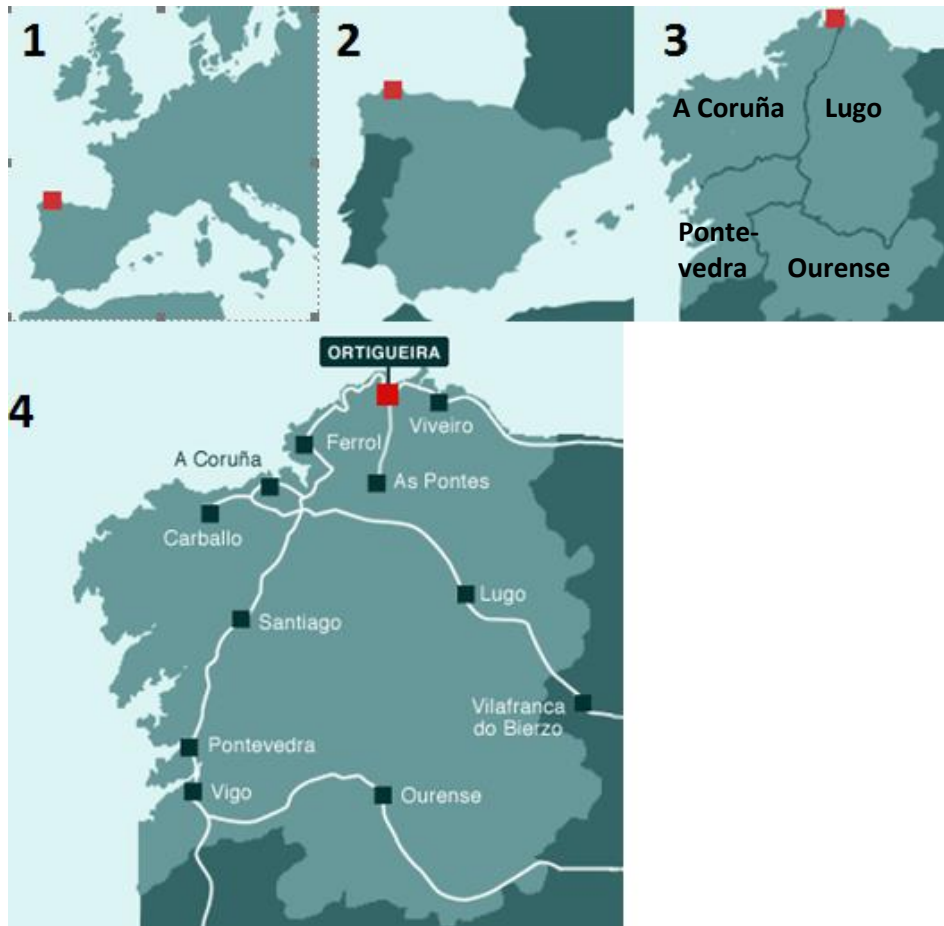 1
2
3
A Coruña
Lugo
Ponte-
vedra
Ourense
4
ORTIGUEIRA
Viveiro
Ferrol
A Coruña
As Pontes
Carballo
Lugo
Santiago
Vilafranca
do Bierzo
Pontevedra
Vigo
Ourense